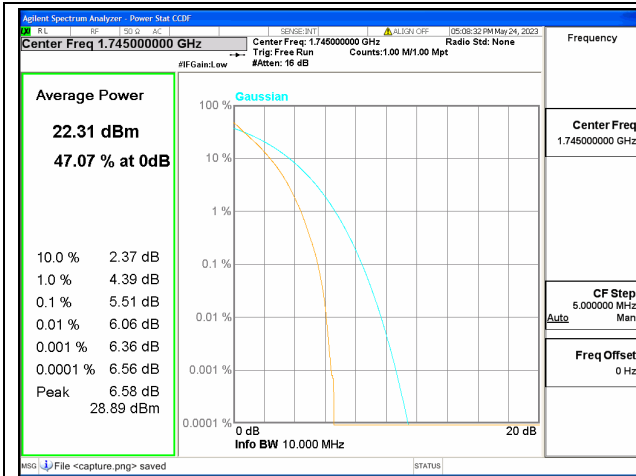 Agilent Spectrum Analyzer - Power Stat CCDF
RL RF 50 Ω AC SENSE:INT ALIGN OFF 05:08:32 PM May 24, 2023
Center Freq 1.745000000 GHz
Center Freq: 1.745000000 GHz Radio Std: None
Trig: Free Run Counts:1.00 M/1.00 Mpt
#IFGain:Low #Atten: 16 dB
Frequency
Average Power
22.31 dBm
47.07 % at 0dB
10.0 % 2.37 dB
1.0 % 4.39 dB
0.1 % 5.51 dB
0.01 % 6.06 dB
0.001 % 6.36 dB
0.0001 % 6.56 dB
Peak 6.58 dB
28.89 dBm
Gaussian
100 %
10 %
1 %
0.1 %
0.01 %
0.001 %
0.0001 %
0 dB 20 dB
Info BW 10.000 MHz
Center Freq
1.745000000 GHz
CF Step
5.000000 MHz
Auto Man
Freq Offset
0 Hz
MSG File <capture.png> saved STATUS